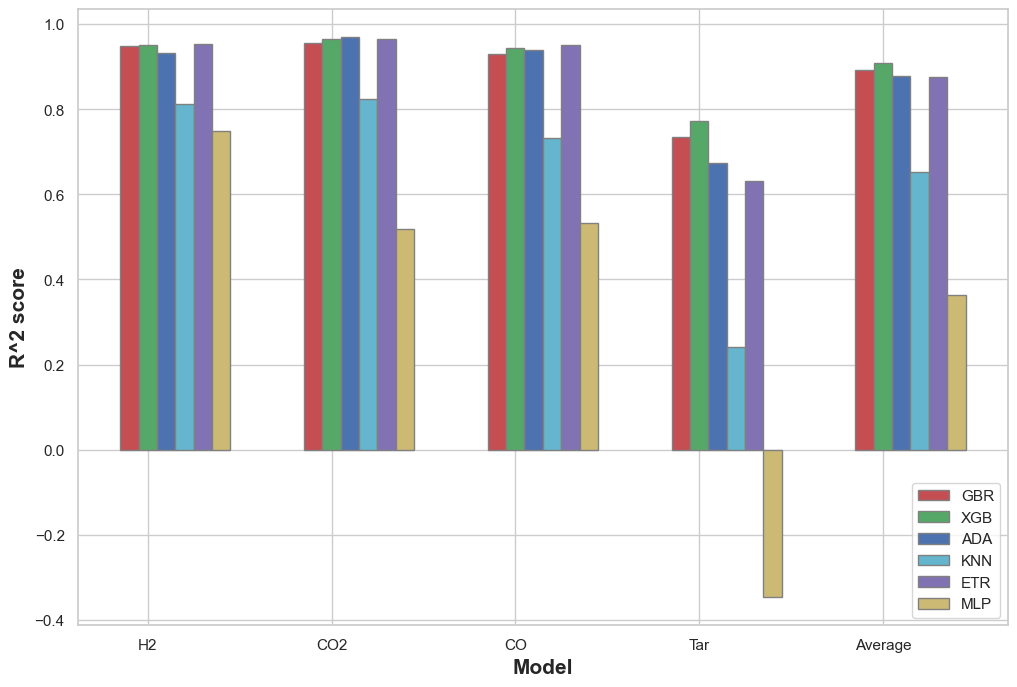 1.0
0.8
0.6
0.4
0.2
0.0
−0.2
−0.4
R^2 score
H2
CO2
CO
Tar
Average
Model
GBR
XGB
ADA
KNN
ETR
MLP